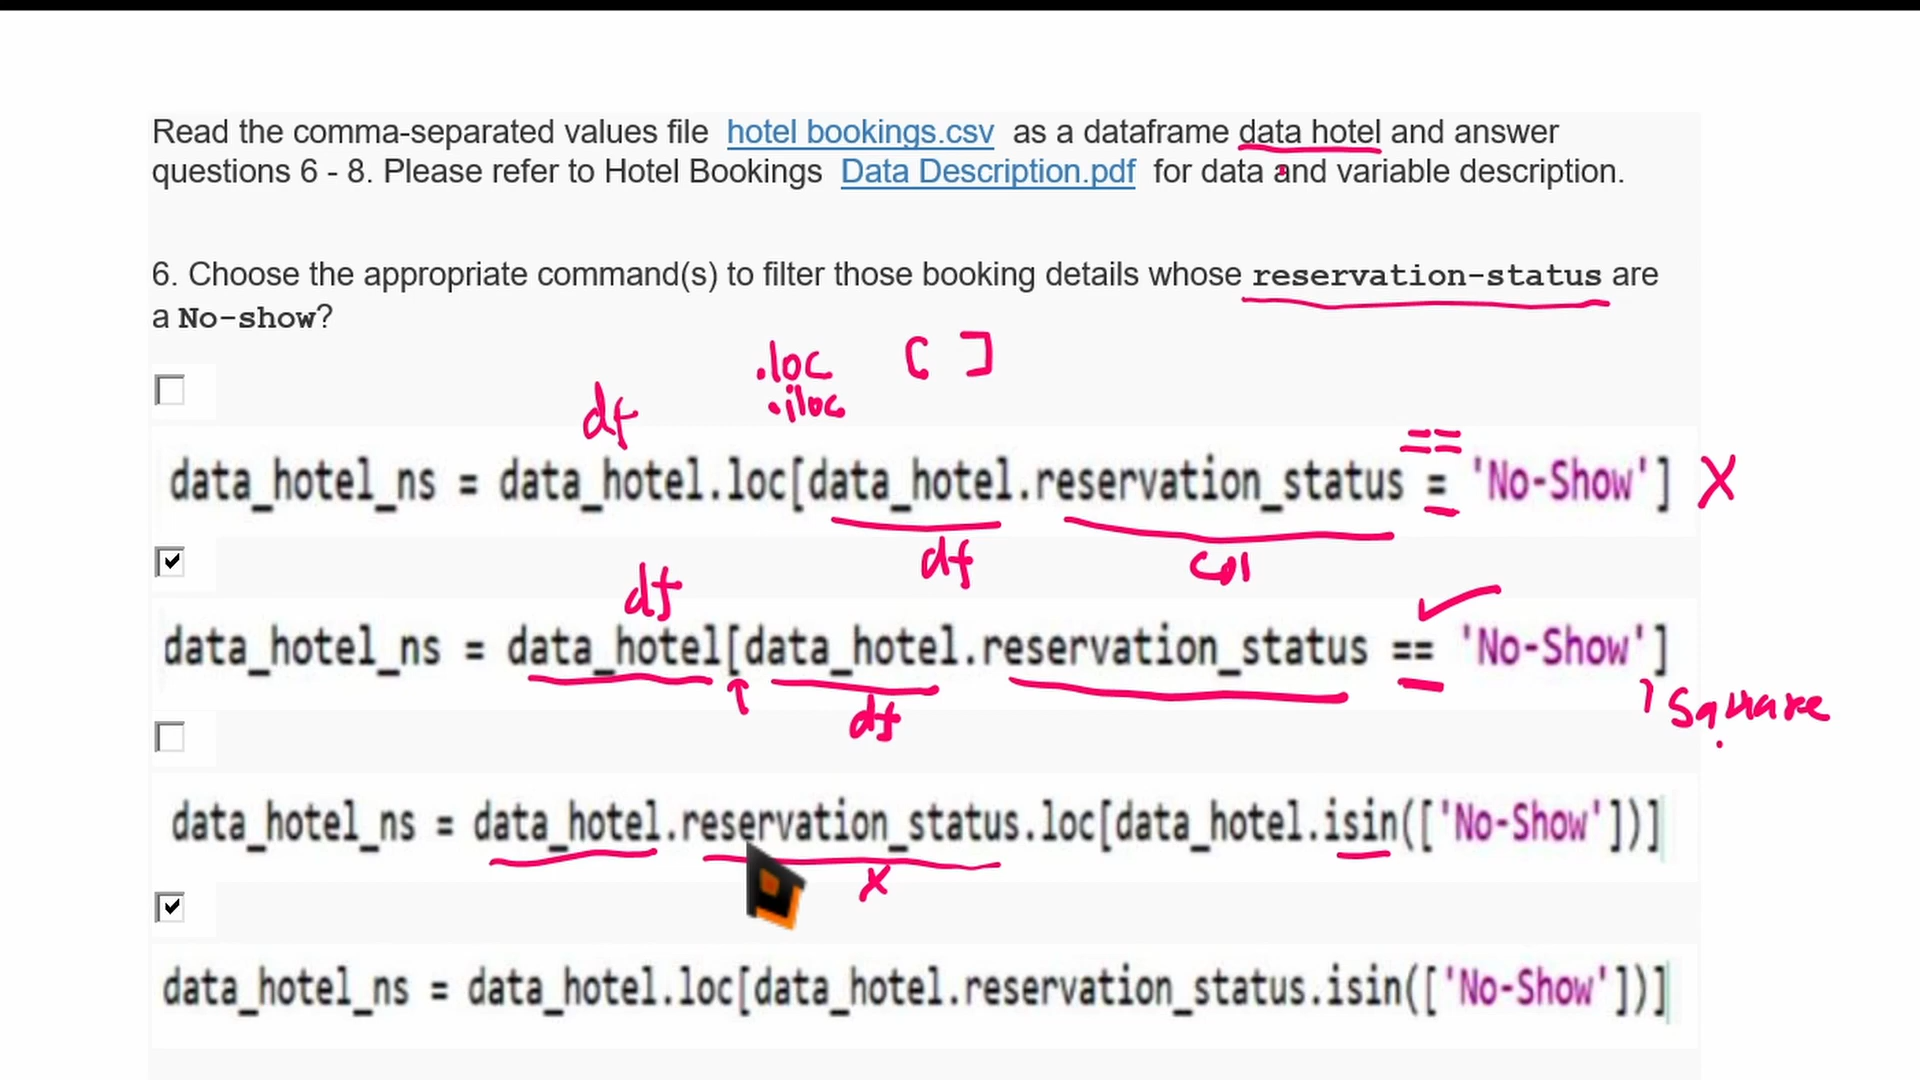 Read the comma-separated values file hotel bookings.csv as a dataframe data hotel and answer
questions 6 - 8. Please refer to Hotel Bookings Data Description.pdf for data and variable description.
6. Choose the appropriate command(s) to filter those booking details whose reservation-status are
a No-show?
.loc [ ]
.iloc
df
==
data_hotel_ns = data_hotel.loc[data_hotel.reservation_status = 'No-Show'] X
df col
df
data_hotel_ns = data_hotel[data_hotel.reservation_status == 'No-Show']
df
Square
data_hotel_ns = data_hotel.reservation_status.loc[data_hotel.isin(['No-Show'])]
x
data_hotel_ns = data_hotel.loc[data_hotel.reservation_status.isin(['No-Show'])]